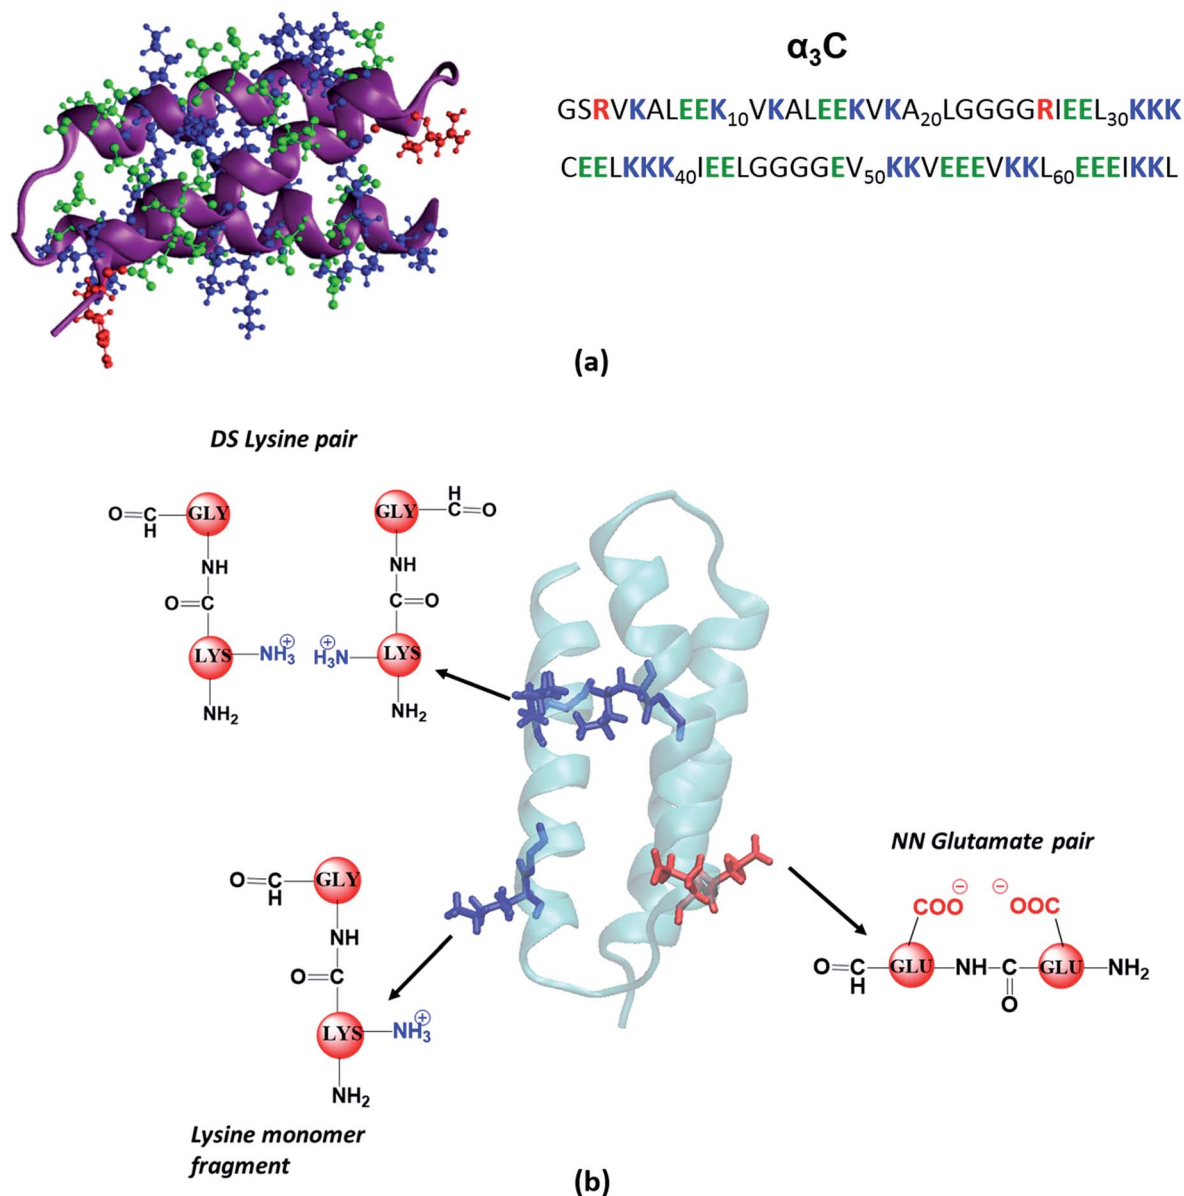 α₃C
GSRVKALEEK₁₀VKALEEKVKA₂₀LGGGGRIEEL₃₀KKK
CEELKKK₄₀IEELGGGGEV₅₀KKVEEEVKKL₆₀EEEIKKL
(a)
DS Lysine pair
O=C H GLY
GLY H C=O
NH
NH
O=C
C=O
LYS NH₃⊕
⊕ H₃N LYS
NH₂
NH₂
NN Glutamate pair
COO⊖
⊖OOC
O=C H GLU NH C O GLU NH₂
O=C H GLY
NH
O=C
LYS NH₃⊕
NH₂
Lysine monomer
fragment
(b)